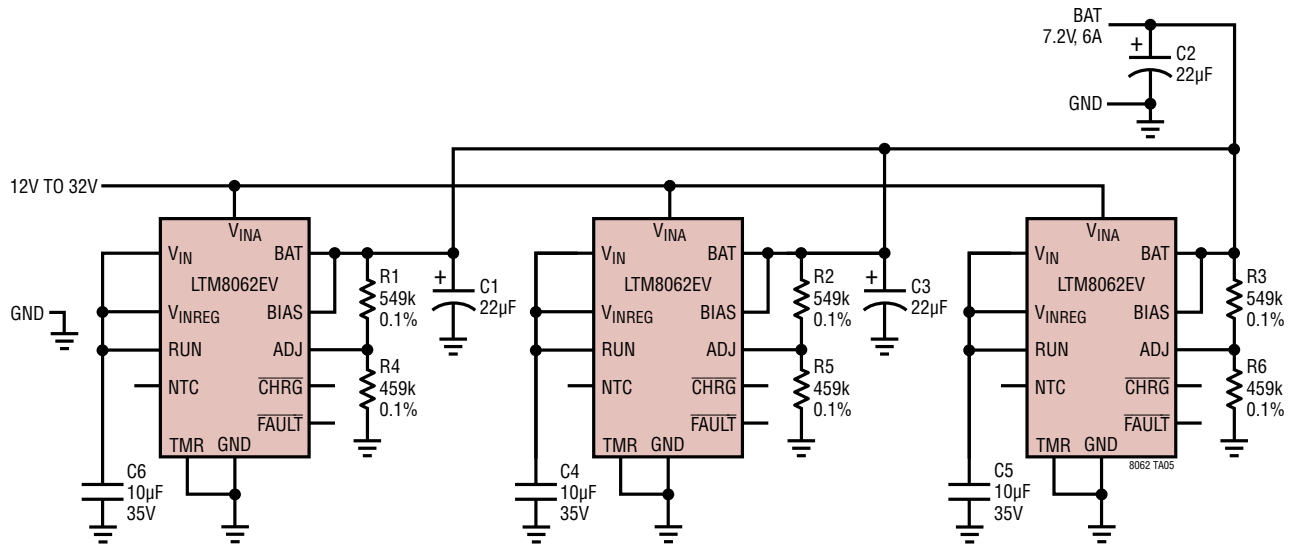 BAT
7.2V, 6A
+
C2
22µF
GND
12V TO 32V
GND
VINA
VIN
BAT
LTM8062EV
VINREG
BIAS
RUN
ADJ
NTC
CHRG
FAULT
TMR
GND
R1
549k
0.1%
R4
459k
0.1%
+
C1
22µF
C6
10µF
35V
VINA
VIN
BAT
LTM8062EV
VINREG
BIAS
RUN
ADJ
NTC
CHRG
FAULT
TMR
GND
R2
549k
0.1%
R5
459k
0.1%
+
C3
22µF
C4
10µF
35V
VINA
VIN
BAT
LTM8062EV
VINREG
BIAS
RUN
ADJ
NTC
CHRG
FAULT
TMR
GND
8062 TA05
R3
549k
0.1%
R6
459k
0.1%
C5
10µF
35V